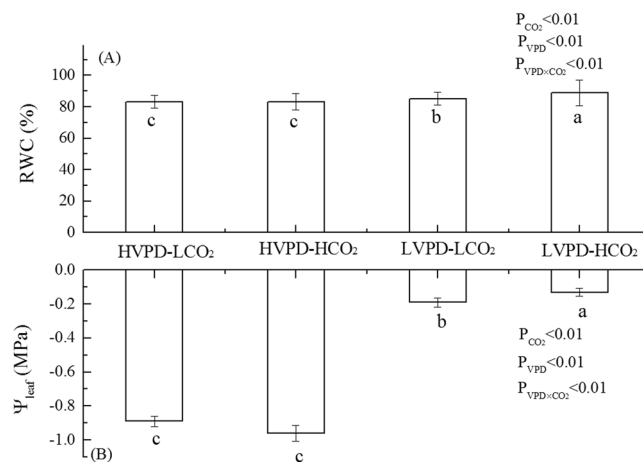 (A)
P_CO₂<0.01
P_VPD<0.01
P_VPD×CO₂<0.01
RWC (%)
100
80
60
40
20
0
c
c
b
a
HVPD-LCO₂
HVPD-HCO₂
LVPD-LCO₂
LVPD-HCO₂
Ψ_leaf (MPa)
0.0
-0.2
-0.4
-0.6
-0.8
-1.0
c
c
b
a
P_CO₂<0.01
P_VPD<0.01
P_VPD×CO₂<0.01
(B)